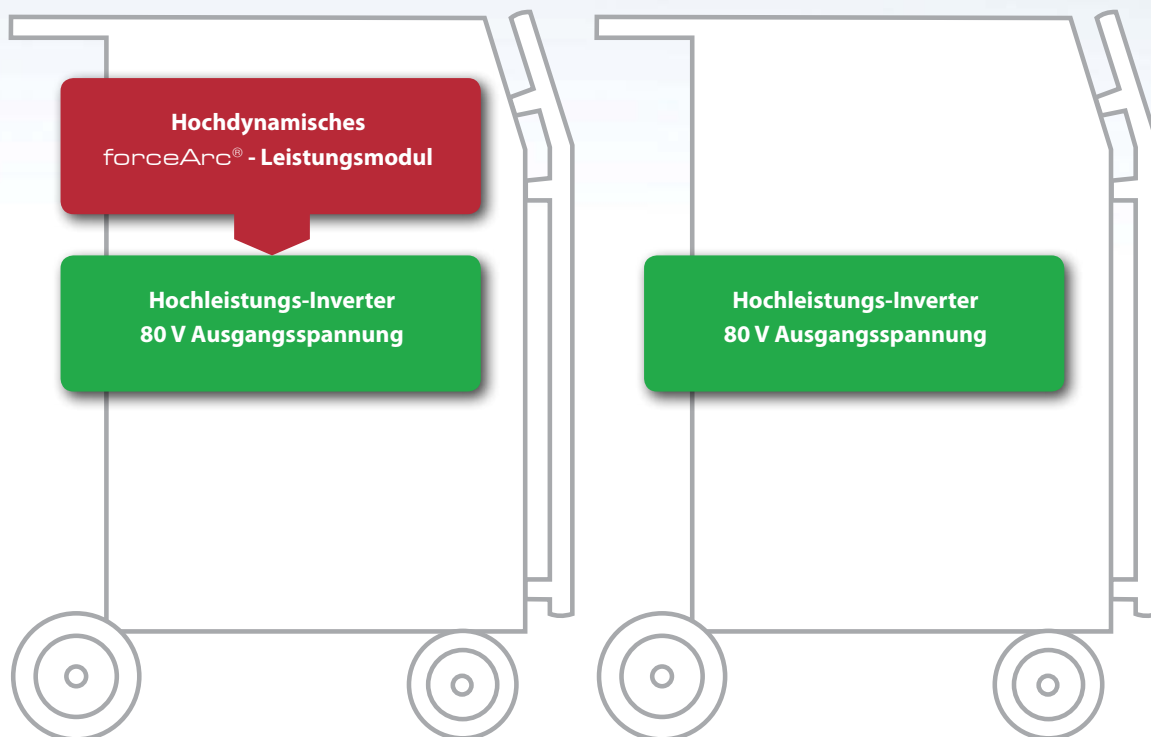 Hochdynamisches
forceArc® - Leistungsmodul
Hochleistungs-Inverter
80 V Ausgangsspannung
Hochleistungs-Inverter
80 V Ausgangsspannung